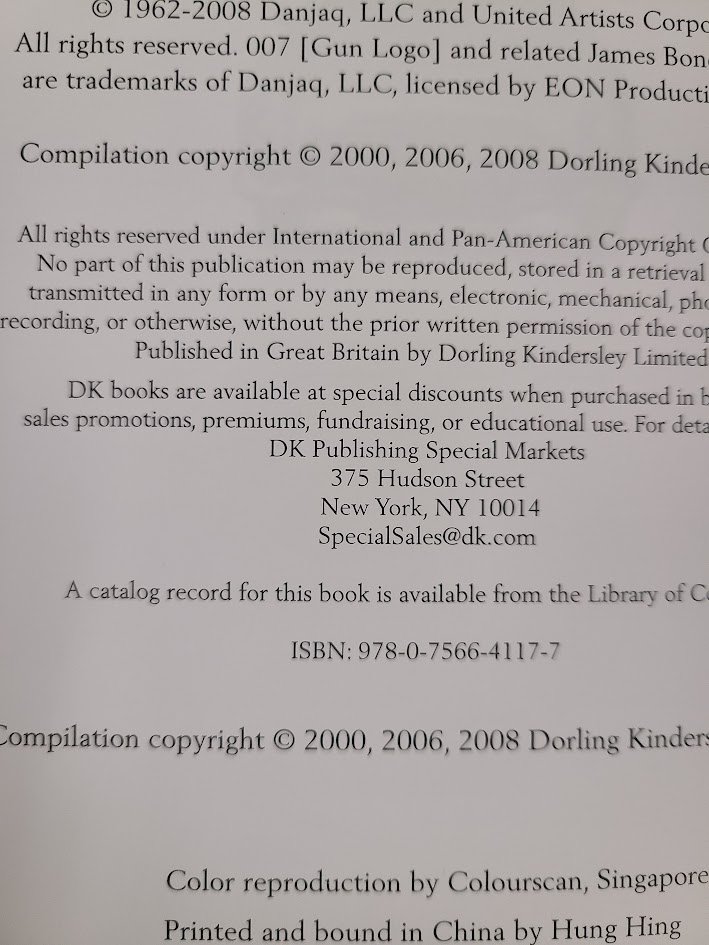 © 1962-2008 Danjaq, LLC and United Artists Corpo
All rights reserved. 007 [Gun Logo] and related James Bon
are trademarks of Danjaq, LLC, licensed by EON Producti
Compilation copyright © 2000, 2006, 2008 Dorling Kinde
All rights reserved under International and Pan-American Copyright
No part of this publication may be reproduced, stored in a retrieval
transmitted in any form or by any means, electronic, mechanical, pho
recording, or otherwise, without the prior written permission of the cop
Published in Great Britain by Dorling Kindersley Limited
DK books are available at special discounts when purchased in b
sales promotions, premiums, fundraising, or educational use. For deta
DK Publishing Special Markets
375 Hudson Street
New York, NY 10014
SpecialSales@dk.com
A catalog record for this book is available from the Library of Co
ISBN: 978-0-7566-4117-7
Compilation copyright © 2000, 2006, 2008 Dorling Kinders
Color reproduction by Colourscan, Singapore
Printed and bound in China by Hung Hing